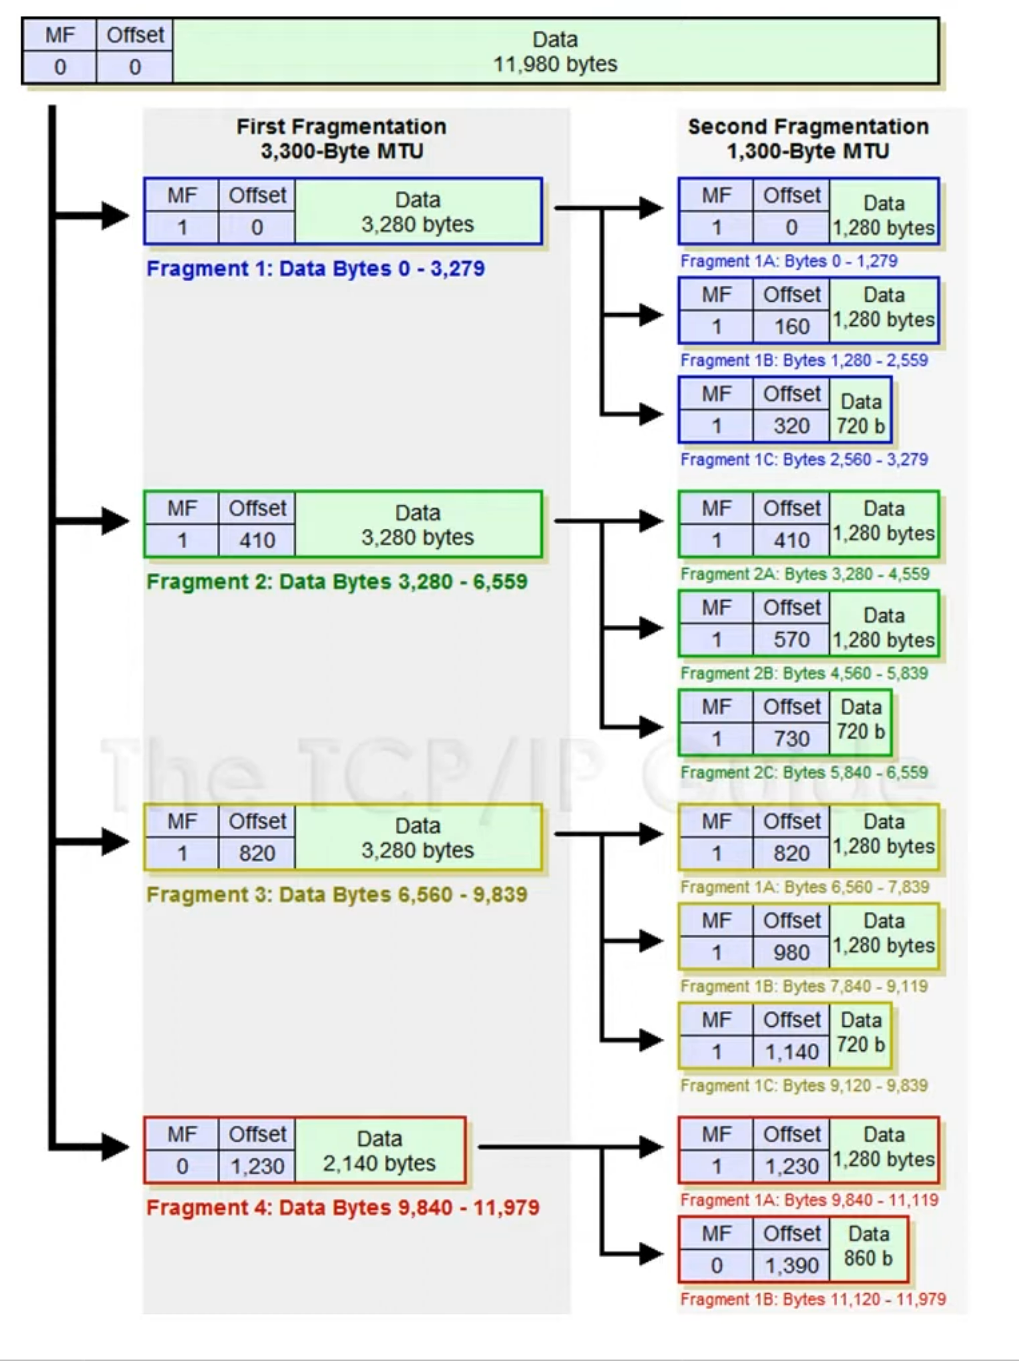 MF Offset Data
0 0 11,980 bytes
First Fragmentation
3,300-Byte MTU
Second Fragmentation
1,300-Byte MTU
MF Offset Data
1 0 3,280 bytes
Fragment 1: Data Bytes 0 - 3,279
MF Offset Data
1 0 1,280 bytes
Fragment 1A: Bytes 0 - 1,279
MF Offset Data
1 160 1,280 bytes
Fragment 1B: Bytes 1,280 - 2,559
MF Offset Data
1 320 720 b
Fragment 1C: Bytes 2,560 - 3,279
MF Offset Data
1 410 3,280 bytes
Fragment 2: Data Bytes 3,280 - 6,559
MF Offset Data
1 410 1,280 bytes
Fragment 2A: Bytes 3,280 - 4,559
MF Offset Data
1 570 1,280 bytes
Fragment 2B: Bytes 4,560 - 5,839
MF Offset Data
1 730 720 b
Fragment 2C: Bytes 5,840 - 6,559
The TCP/IP Guide
MF Offset Data
1 820 3,280 bytes
Fragment 3: Data Bytes 6,560 - 9,839
MF Offset Data
1 820 1,280 bytes
Fragment 1A: Bytes 6,560 - 7,839
MF Offset Data
1 980 1,280 bytes
Fragment 1B: Bytes 7,840 - 9,119
MF Offset Data
1 1,140 720 b
Fragment 1C: Bytes 9,120 - 9,839
MF Offset Data
0 1,230 2,140 bytes
Fragment 4: Data Bytes 9,840 - 11,979
MF Offset Data
1 1,230 1,280 bytes
Fragment 1A: Bytes 9,840 - 11,119
MF Offset Data
0 1,390 860 b
Fragment 1B: Bytes 11,120 - 11,979